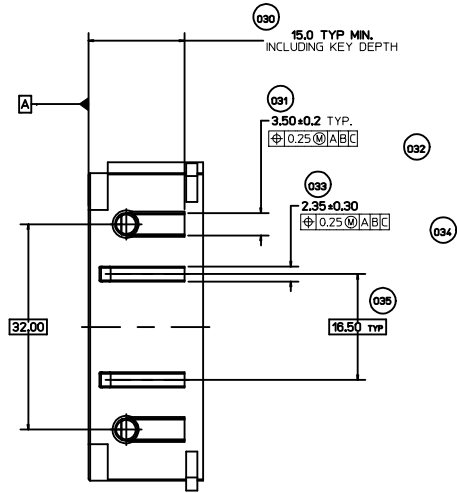 030
15.0 TYP MIN.
INCLUDING KEY DEPTH
A
031
3.50±0.2 TYP.
⌖ 0.25 Ⓜ A B C
032
033
2.35±0.30
⌖ 0.25 Ⓜ A B C
034
035
32.00
16.50 TYP